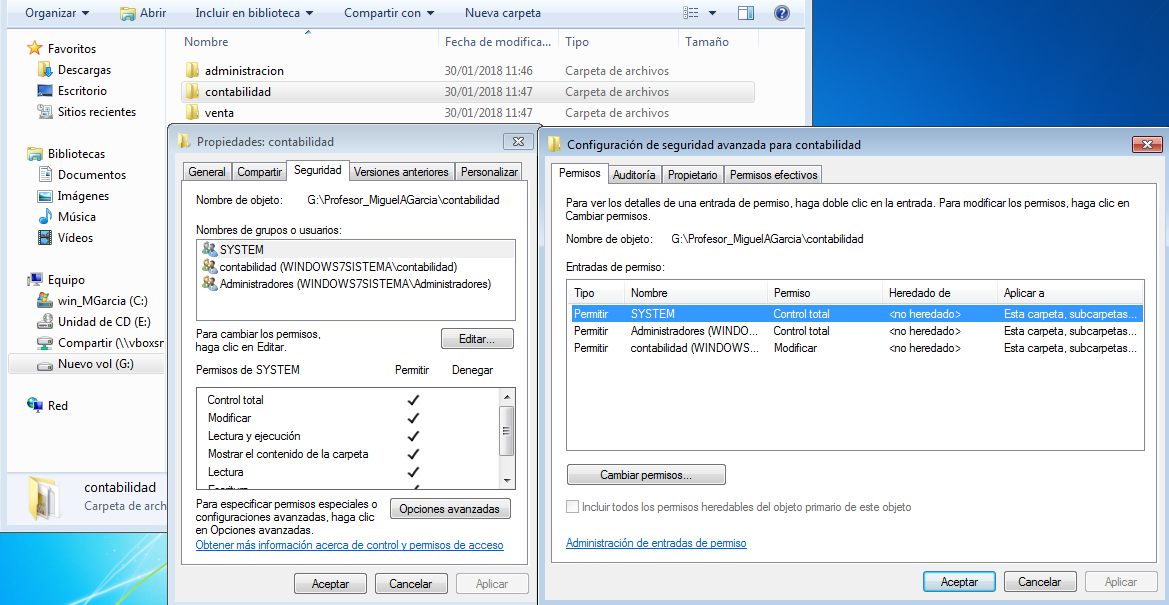 Organizar Abrir Incluir en biblioteca Compartir con Nueva carpeta
Favoritos
Descargas
Escritorio
Sitios recientes
Bibliotecas
Documentos
Imágenes
Música
Vídeos
Equipo
win_MGarcia (C:)
Unidad de CD (E:)
Compartir (\\vboxsr
Nuevo vol (G:)
Red
Nombre Fecha de modifica... Tipo Tamaño
administracion 30/01/2018 11:46 Carpeta de archivos
contabilidad 30/01/2018 11:47 Carpeta de archivos
venta 30/01/2018 11:47 Carpeta de archivos
contabilidad
Carpeta de arch
Propiedades: contabilidad
General Compartir Seguridad Versiones anteriores Personalizar
Nombre de objeto: G:\Profesor_MiguelAGarcia\contabilidad
Nombres de grupos o usuarios:
SYSTEM
contabilidad (WINDOWS7SISTEMA\contabilidad)
Administradores (WINDOWS7SISTEMA\Administradores)
Para cambiar los permisos,
haga clic en Editar.
Editar...
Permisos de SYSTEM Permitir Denegar
Control total
Modificar
Lectura y ejecución
Mostrar el contenido de la carpeta
Lectura
Escritura
Para especificar permisos especiales o
configuraciones avanzadas, haga clic
en Opciones avanzadas.
Opciones avanzadas
Obtener más información acerca de control y permisos de acceso
Aceptar Cancelar Aplicar
Configuración de seguridad avanzada para contabilidad
Permisos Auditoría Propietario Permisos efectivos
Para ver los detalles de una entrada de permiso, haga doble clic en la entrada. Para modificar los permisos, haga clic en
Cambiar permisos.
Nombre de objeto: G:\Profesor_MiguelAGarcia\contabilidad
Entradas de permiso:
Tipo Nombre Permiso Heredado de Aplicar a
Permitir SYSTEM Control total <no heredado> Esta carpeta, subcarpetas...
Permitir Administradores (WINDO... Control total <no heredado> Esta carpeta, subcarpetas...
Permitir contabilidad (WINDOWS... Modificar <no heredado> Esta carpeta, subcarpetas...
Cambiar permisos...
Incluir todos los permisos heredables del objeto primario de este objeto
Administración de entradas de permiso
Aceptar Cancelar Aplicar